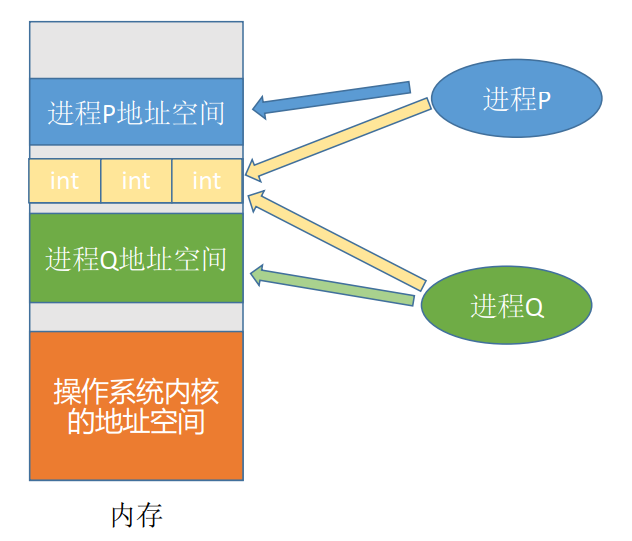 进程P地址空间
进程P
int int int
进程Q地址空间
进程Q
操作系统内核
的地址空间
内存